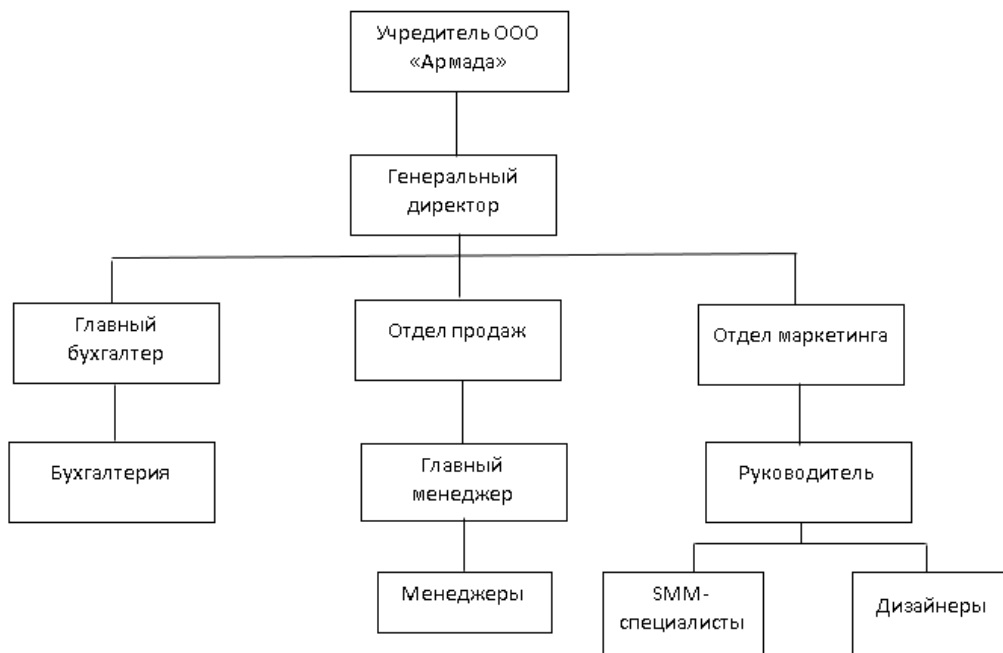 Учредитель ООО
«Армада»
Генеральный
директор
Главный
бухгалтер
Отдел продаж
Отдел маркетинга
Бухгалтерия
Главный
менеджер
Руководитель
Менеджеры
SMM-
специалисты
Дизайнеры